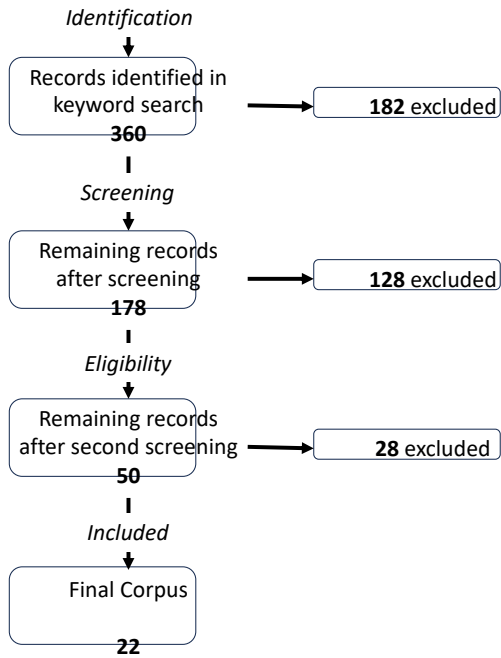 Identification
Records identified in
keyword search
360
182 excluded
Screening
Remaining records
after screening
178
128 excluded
Eligibility
Remaining records
after second screening
50
28 excluded
Included
Final Corpus
22